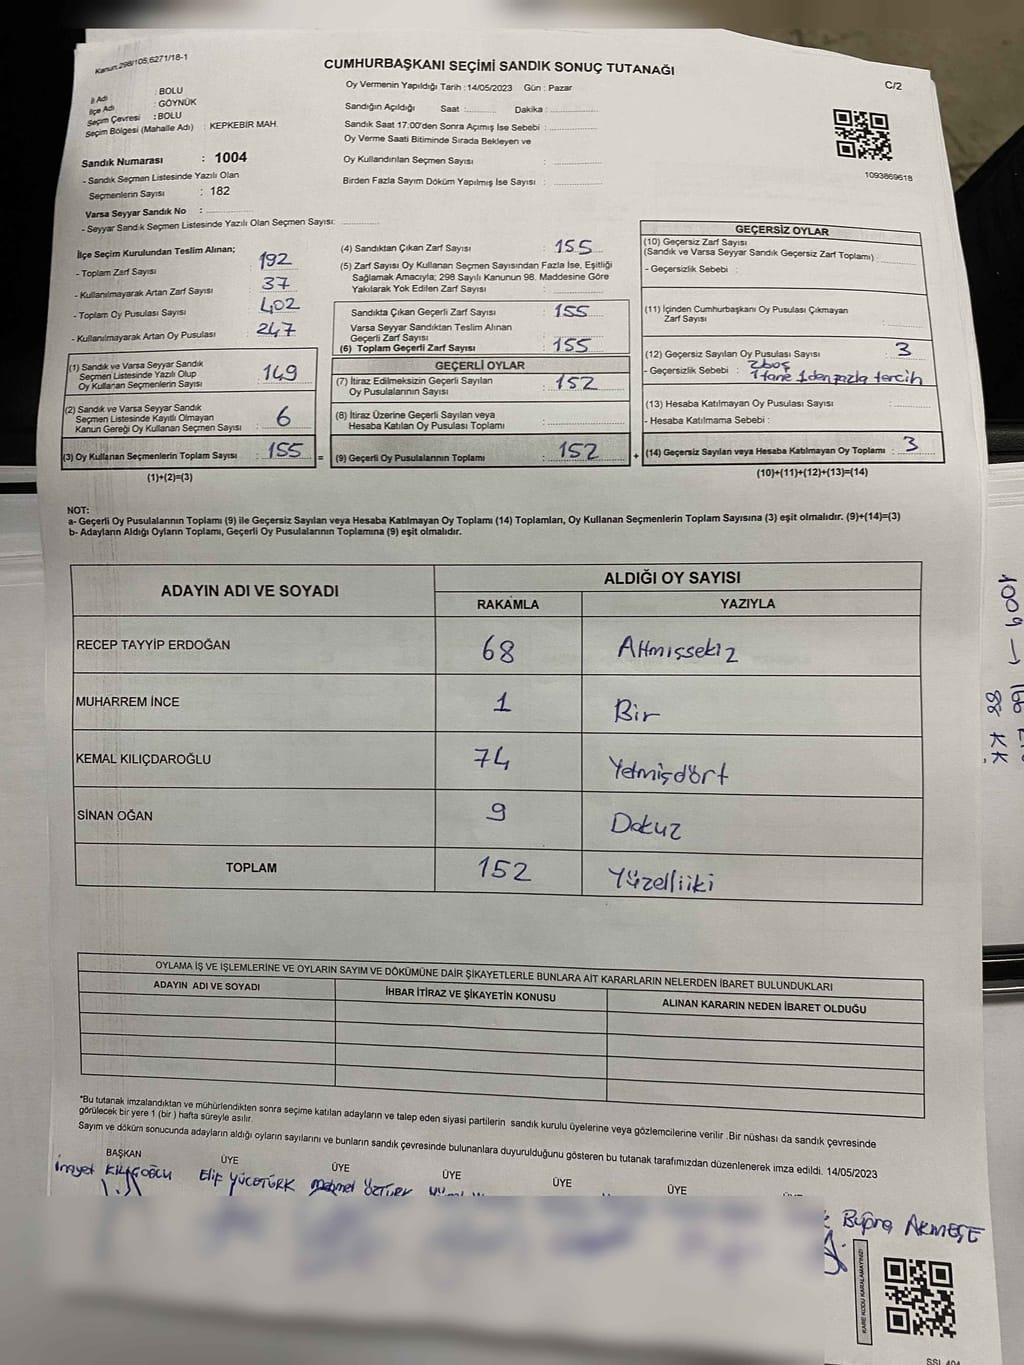 Kanun.298/105,6271/18-1
CUMHURBAŞKANI SEÇİMİ SANDIK SONUÇ TUTANAĞI
C/2
İl Adı : BOLU
İlçe Adı : GÖYNÜK
Seçim Çevresi : BOLU
Seçim Bölgesi (Mahalle Adı) : KEPKEBİR MAH.
Sandık Numarası : 1004
- Sandık Seçmen Listesinde Yazılı Olan
Seçmenlerin Sayısı : 182
Varsa Seyyar Sandık No :
- Seyyar Sandık Seçmen Listesinde Yazılı Olan Seçmen Sayısı:
Oy Vermenin Yapıldığı Tarih : 14/05/2023 Gün : Pazar
Sandığın Açıldığı Saat :.......... Dakika :..............
Sandık Saat 17:00'den Sonra Açımış İse Sebebi :..............
Oy Verme Saati Bitiminde Sırada Bekleyen ve
Oy Kullandırılan Seçmen Sayısı :..............
Birden Fazla Sayım Döküm Yapılmış İse Sayısı :..............
1093869618
İlçe Seçim Kurulundan Teslim Alınan;
- Toplam Zarf Sayısı : 192
- Kullanılmayarak Artan Zarf Sayısı : 37
- Toplam Oy Pusulası Sayısı : 402
- Kullanılmayarak Artan Oy Pusulası : 247
(1) Sandık ve Varsa Seyyar Sandık
Seçmen Listesinde Yazılı Olup
Oy Kullanan Seçmenlerin Sayısı : 149
(2) Sandık ve Varsa Seyyar Sandık
Seçmen Listesinde Kayıtlı Olmayan
Kanun Gereği Oy Kullanan Seçmen Sayısı : 6
(3) Oy Kullanan Seçmenlerin Toplam Sayısı : 155 =
(1)+(2)=(3)
(4) Sandıktan Çıkan Zarf Sayısı : 155
(5) Zarf Sayısı Oy Kullanan Seçmen Sayısından Fazla İse, Eşitliği
Sağlamak Amacıyla; 298 Sayılı Kanunun 98. Maddesine Göre
Yakılarak Yok Edilen Zarf Sayısı :
Sandıkta Çıkan Geçerli Zarf Sayısı : 155
Varsa Seyyar Sandıktan Teslim Alınan
Geçerli Zarf Sayısı :
(6) Toplam Geçerli Zarf Sayısı : 155
GEÇERLİ OYLAR
(7) İtiraz Edilmeksizin Geçerli Sayılan
Oy Pusulasının Sayısı : 152
(8) İtiraz Üzerine Geçerli Sayılan veya
Hesaba Katılan Oy Pusulası Toplamı :
(9) Geçerli Oy Pusulalarının Toplamı : 152 +
GEÇERSİZ OYLAR
(10) Geçersiz Zarf Sayısı
(Sandık ve Varsa Seyyar Sandık Geçersiz Zarf Toplamı) :
- Geçersizlik Sebebi :
(11) İçinden Cumhurbaşkanı Oy Pusulası Çıkmayan
Zarf Sayısı :
(12) Geçersiz Sayılan Oy Pusulası Sayısı : 3
- Geçersizlik Sebebi : 2 boş
1 tane 1.den fazla tercih
(13) Hesaba Katılmayan Oy Pusulası Sayısı :
- Hesaba Katılmama Sebebi :
(14) Geçersiz Sayılan veya Hesaba Katılmayan Oy Toplamı : 3
(10)+(11)+(12)+(13)=(14)
NOT:
a- Geçerli Oy Pusulalarının Toplamı (9) ile Geçersiz Sayılan veya Hesaba Katılmayan Oy Toplamı (14) Toplamları, Oy Kullanan Seçmenlerin Toplam Sayısına (3) eşit olmalıdır. (9)+(14)=(3)
b- Adayların Aldığı Oyların Toplamı, Geçerli Oy Pusulalarının Toplamına (9) eşit olmalıdır.
ADAYIN ADI VE SOYADI
ALDIĞI OY SAYISI
RAKAMLA YAZIYLA
RECEP TAYYİP ERDOĞAN 68 Altmışsekiz
MUHARREM İNCE 1 Bir
KEMAL KILIÇDAROĞLU 74 Yetmişdört
SİNAN OĞAN 9 Dokuz
TOPLAM 152 Yüzelliiki
OYLAMA İŞ VE İŞLEMLERİNE VE OYLARIN SAYIM VE DÖKÜMÜNE DAİR ŞİKAYETLERLE BUNLARA AİT KARARLARIN NELERDEN İBARET BULUNDUKLARI
ADAYIN ADI VE SOYADI
İHBAR İTİRAZ VE ŞİKAYETİN KONUSU
ALINAN KARARIN NEDEN İBARET OLDUĞU
*Bu tutanak imzalandıktan ve mühürlendikten sonra seçime katılan adayların ve talep eden siyasi partilerin sandık kurulu üyelerine veya gözlemcilerine verilir .Bir nüshası da sandık çevresinde
görülecek bir yere 1 (bir ) hafta süreyle asılır.
Sayım ve döküm sonucunda adayların aldığı oyların sayılarını ve bunların sandık çevresinde bulunanlara duyurulduğunu gösteren bu tutanak tarafımızdan düzenlenerek imza edildi. 14/05/2023
BAŞKAN ÜYE ÜYE ÜYE ÜYE ÜYE
İnayet KILIÇOĞLU Elif YÜCETÜRK Mehmet ÖZTÜRK
Büşra AKMEŞE
KARE KODU KARALAMAYINIZ!
1009 →